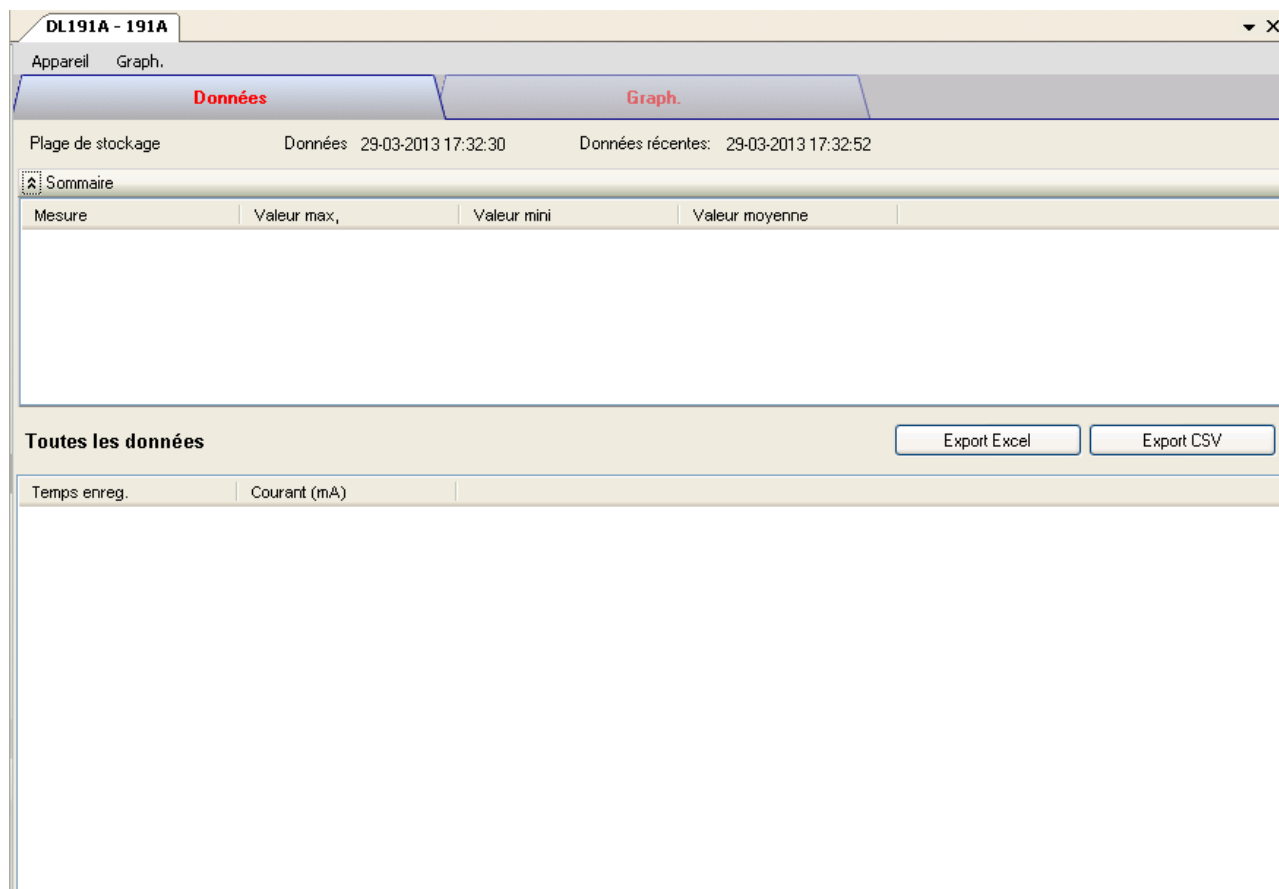 DL191A - 191A
Appareil Graph.
Données Graph.
Plage de stockage Données 29-03-2013 17:32:30 Données récentes: 29-03-2013 17:32:52
Sommaire
Mesure Valeur max, Valeur mini Valeur moyenne
Toutes les données Export Excel Export CSV
Temps enreg. Courant (mA)